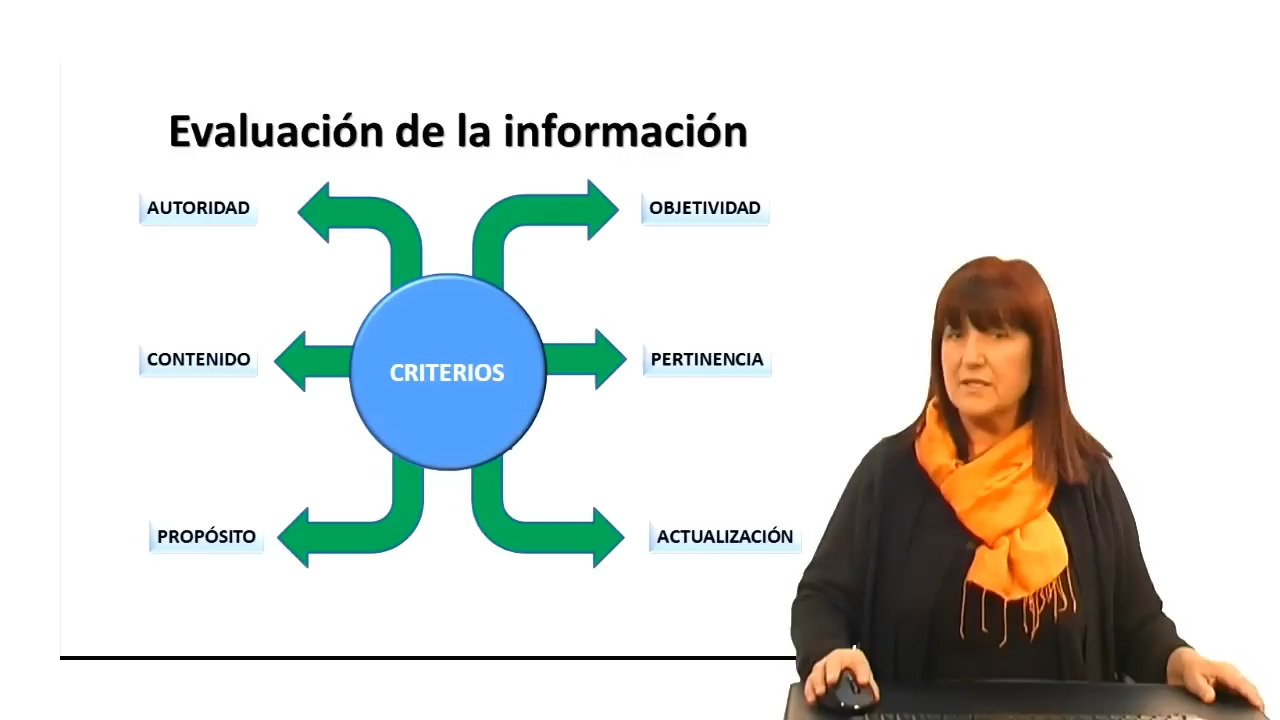 Evaluación de la información
AUTORIDAD
OBJETIVIDAD
CONTENIDO
CRITERIOS
PERTINENCIA
PROPÓSITO
ACTUALIZACIÓN